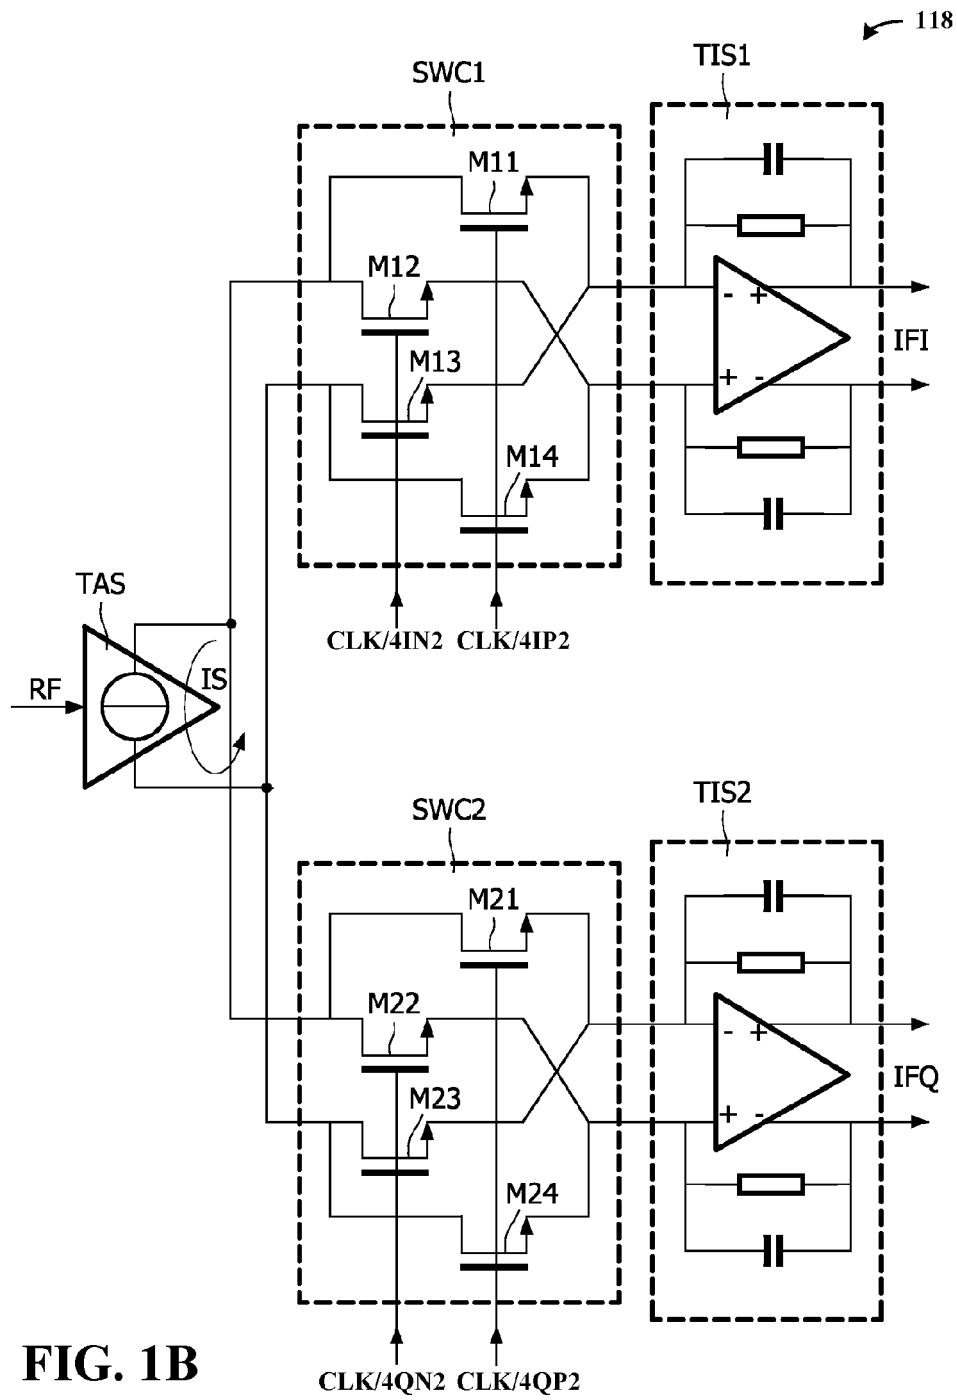 118
TIS1
SWC1
M11
M12
- +
IFI
M13
+ -
M14
TAS
CLK/4IN2 CLK/4IP2
IS
RF
TIS2
SWC2
M21
M22
- +
IFQ
M23
+ -
M24
FIG. 1B
CLK/4QN2 CLK/4QP2